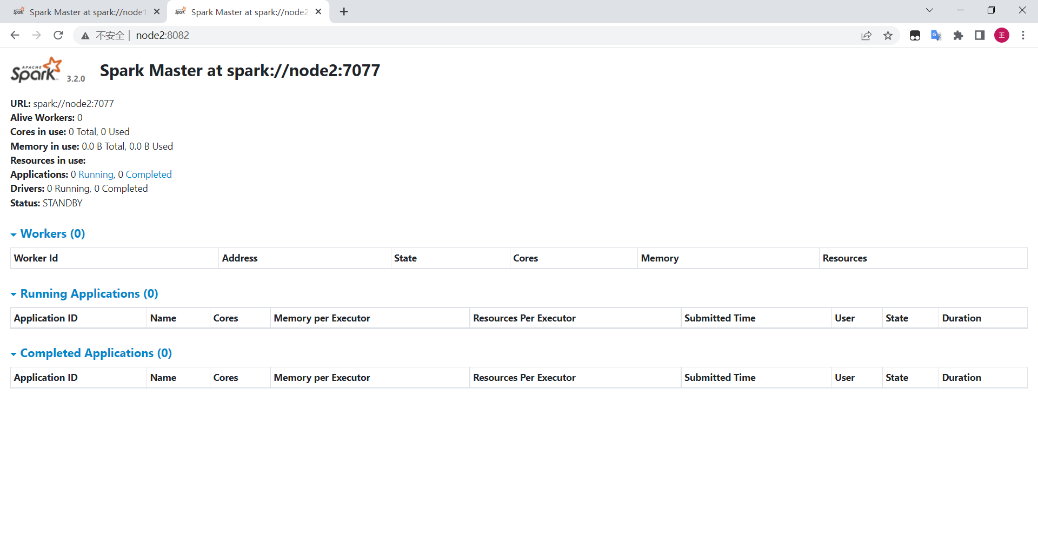 Spark Master at spark://node1
Spark Master at spark://node2
不安全 | node2:8082
王
APACHE
Spark 3.2.0 Spark Master at spark://node2:7077
URL: spark://node2:7077
Alive Workers: 0
Cores in use: 0 Total, 0 Used
Memory in use: 0.0 B Total, 0.0 B Used
Resources in use:
Applications: 0 Running, 0 Completed
Drivers: 0 Running, 0 Completed
Status: STANDBY
Workers (0)
Worker Id Address State Cores Memory Resources
Running Applications (0)
Application ID Name Cores Memory per Executor Resources Per Executor Submitted Time User State Duration
Completed Applications (0)
Application ID Name Cores Memory per Executor Resources Per Executor Submitted Time User State Duration